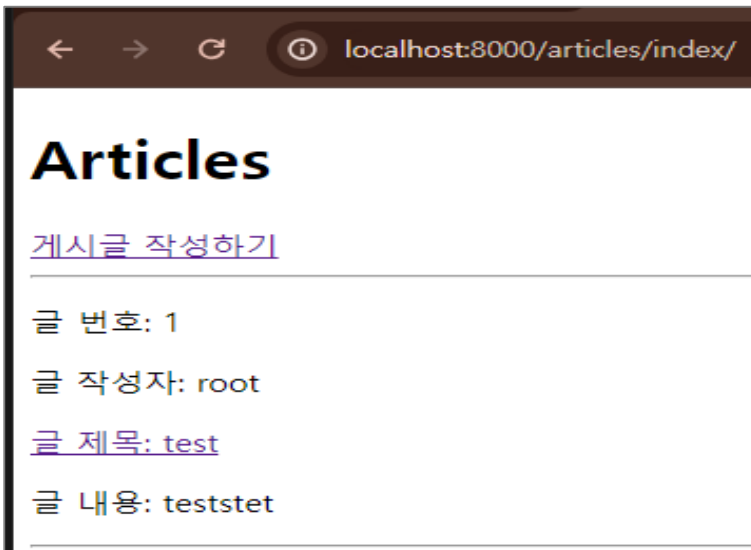 localhost:8000/articles/index/
Articles
게시글 작성하기
글 번호: 1
글 작성자: root
글 제목: test
글 내용: teststet